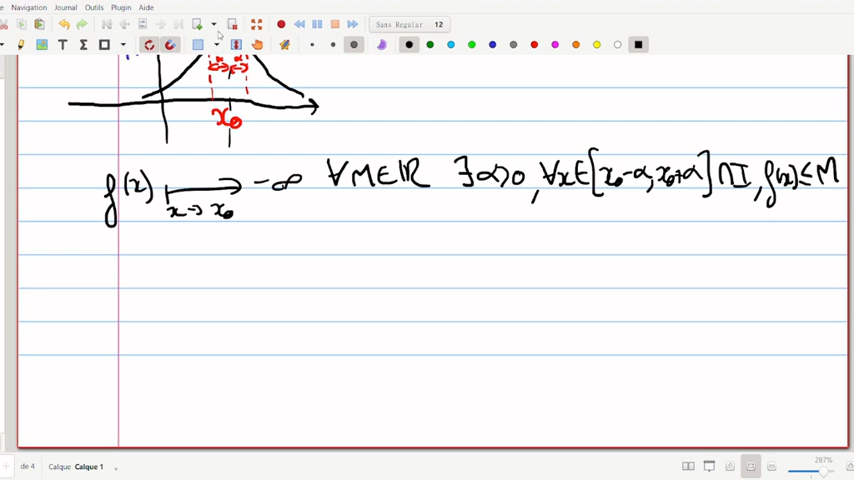 Navigation Journal Outils Plugin Aide
Sans Regular 12
α α
x₀
f(x) ⟼ -∞ ∀M∈ℝ ∃α>0, ∀x∈[x₀-α, x₀+α]∩I, f(x)≤M
x→x₀
287%
de 4 Calque Calque 1